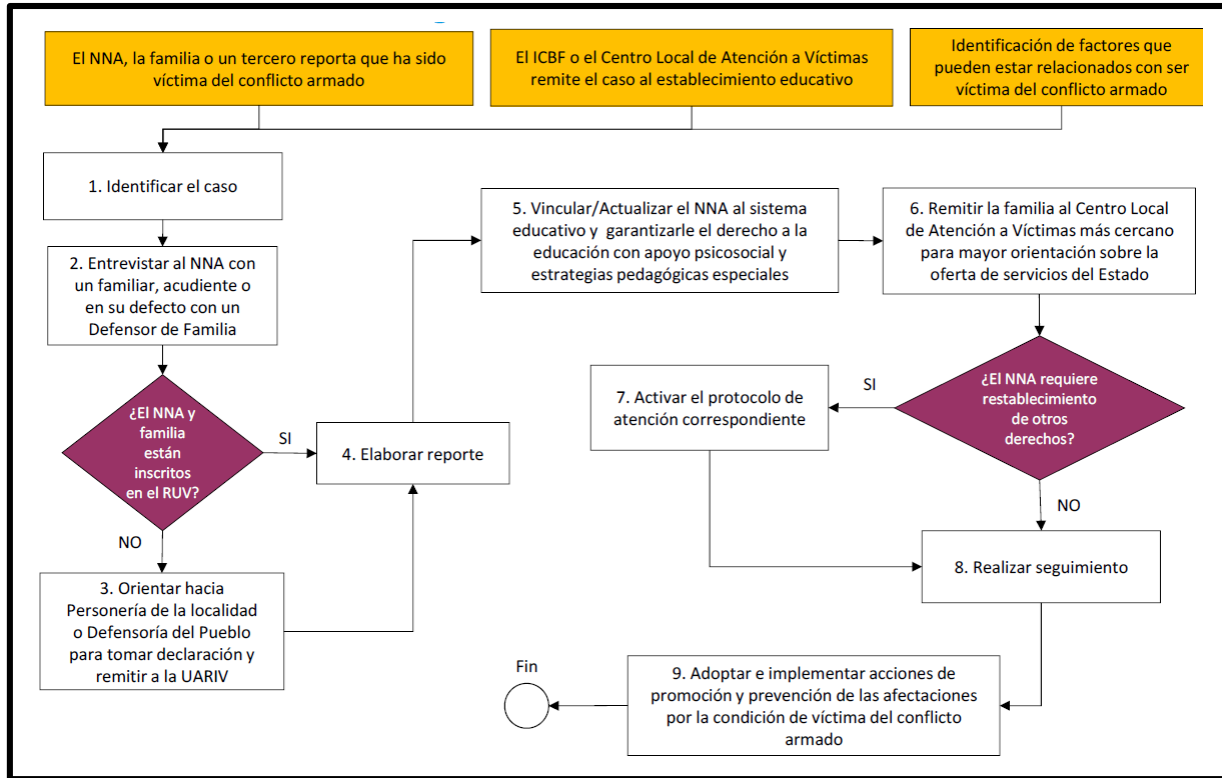 El NNA, la familia o un tercero reporta que ha sido
víctima del conflicto armado
El ICBF o el Centro Local de Atención a Víctimas
remite el caso al establecimiento educativo
Identificación de factores que
pueden estar relacionados con ser
víctima del conflicto armado
1. Identificar el caso
2. Entrevistar al NNA con
un familiar, acudiente o
en su defecto con un
Defensor de Familia
¿El NNA y
familia
están
inscritos
en el RUV?
SI
NO
3. Orientar hacia
Personería de la localidad
o Defensoría del Pueblo
para tomar declaración y
remitir a la UARIV
4. Elaborar reporte
5. Vincular/Actualizar el NNA al sistema
educativo y garantizarle el derecho a la
educación con apoyo psicosocial y
estrategias pedagógicas especiales
6. Remitir la familia al Centro Local
de Atención a Víctimas más cercano
para mayor orientación sobre la
oferta de servicios del Estado
¿El NNA requiere
restablecimiento
de otros
derechos?
SI
NO
7. Activar el protocolo de
atención correspondiente
8. Realizar seguimiento
9. Adoptar e implementar acciones de
promoción y prevención de las afectaciones
por la condición de víctima del conflicto
armado
Fin